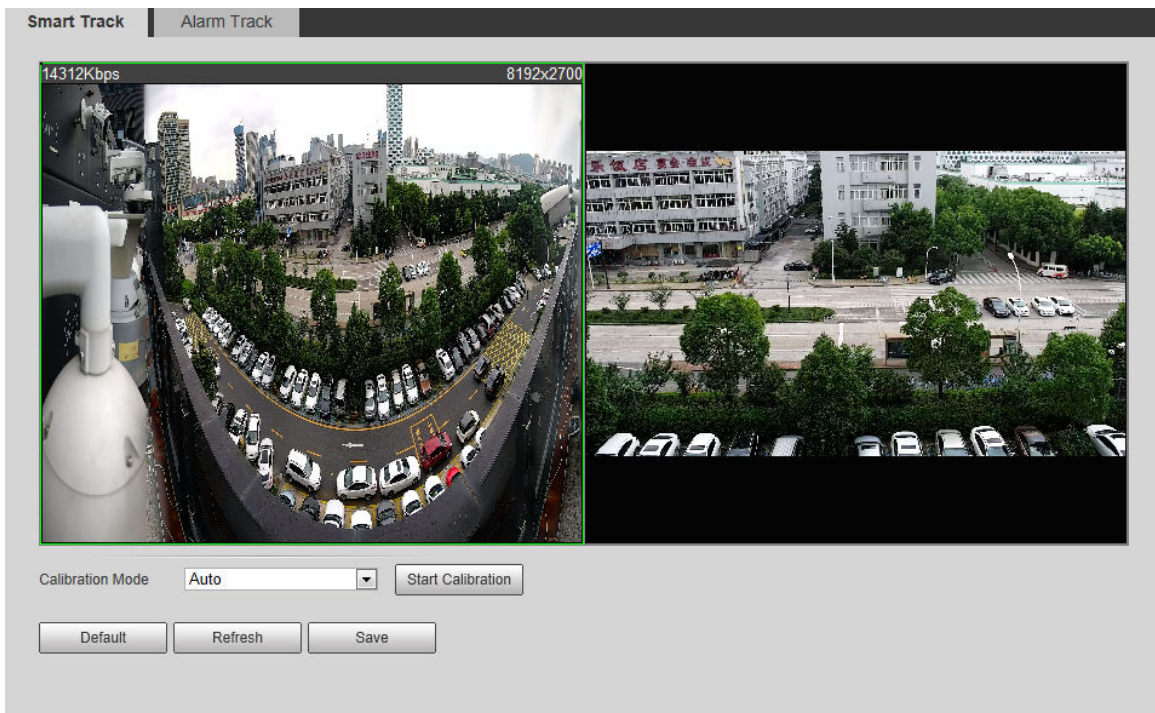 Smart Track
Alarm Track
14312Kbps
8192x2700
Calibration Mode
Auto
Start Calibration
Default
Refresh
Save